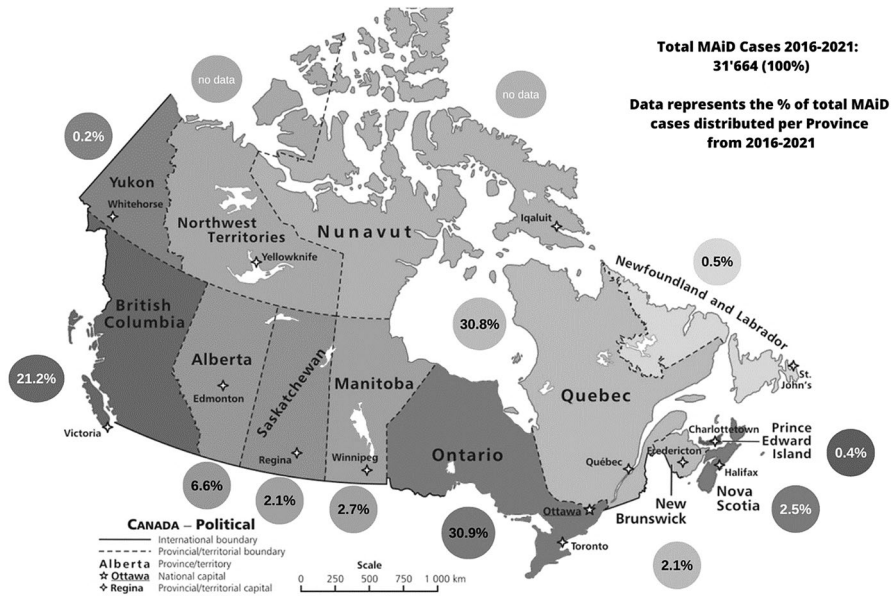 Total MAiD Cases 2016-2021:
31'664 (100%)
Data represents the % of total MAiD
cases distributed per Province
from 2016-2021
no data
no data
0.2%
Yukon
Whitehorse
Northwest
Territories
Yellowknife
Nunavut
Iqaluit
0.5%
Newfoundland and Labrador
St.
John's
British
Columbia
21.2%
Victoria
Alberta
Edmonton
6.6%
Saskatchewan
Regina
2.1%
Manitoba
Winnipeg
2.7%
30.8%
Ontario
Ottawa
Toronto
30.9%
Quebec
Québec
Fredericton
New
Brunswick
2.1%
Charlottetown
Prince
Edward
Island
0.4%
Halifax
Nova
Scotia
2.5%
CANADA – Political
International boundary
Provincial/territorial boundary
Alberta Province/territory
Ottawa National capital
Regina Provincial/territorial capital
Scale
0 250 500 750 1 000 km